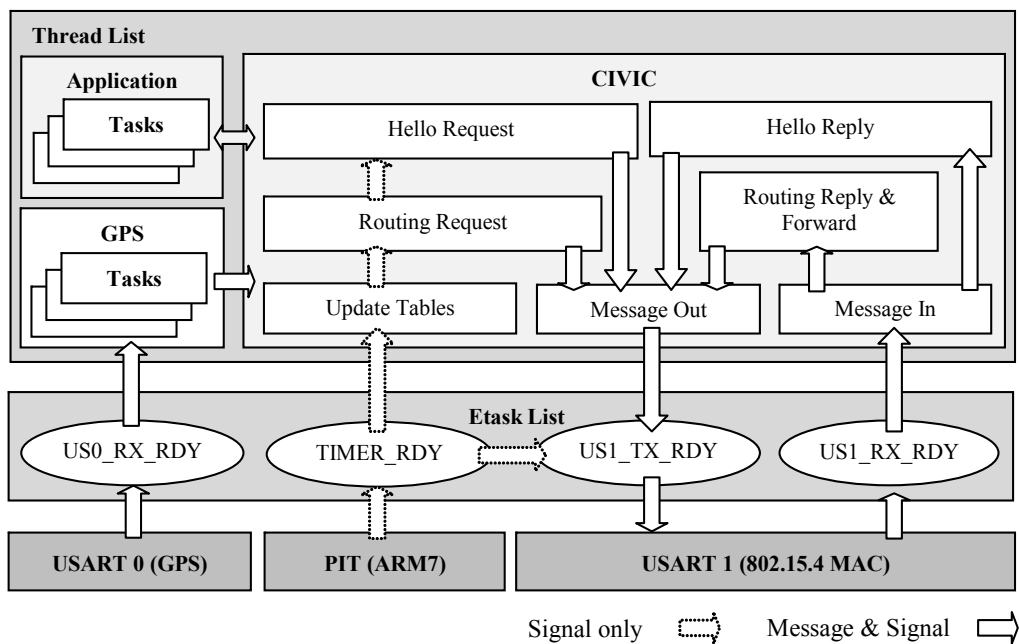 Thread List
Application
Tasks
GPS
Tasks
CIVIC
Hello Request
Hello Reply
Routing Request
Routing Reply &
Forward
Update Tables
Message Out
Message In
Etask List
US0_RX_RDY
TIMER_RDY
US1_TX_RDY
US1_RX_RDY
USART 0 (GPS)
PIT (ARM7)
USART 1 (802.15.4 MAC)
Signal only
Message & Signal